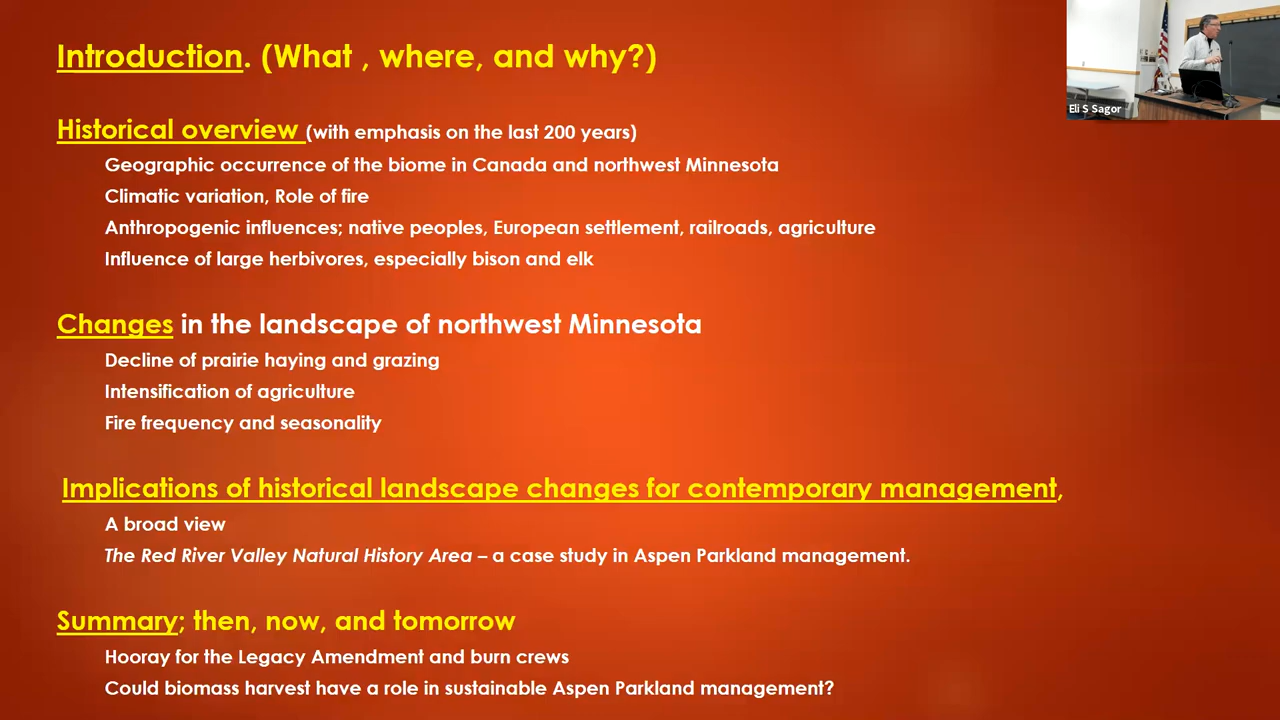 Introduction. (What , where, and why?)
Eli S Sagor
Historical overview (with emphasis on the last 200 years)
Geographic occurrence of the biome in Canada and northwest Minnesota
Climatic variation, Role of fire
Anthropogenic influences; native peoples, European settlement, railroads, agriculture
Influence of large herbivores, especially bison and elk
Changes in the landscape of northwest Minnesota
Decline of prairie haying and grazing
Intensification of agriculture
Fire frequency and seasonality
Implications of historical landscape changes for contemporary management,
A broad view
The Red River Valley Natural History Area – a case study in Aspen Parkland management.
Summary; then, now, and tomorrow
Hooray for the Legacy Amendment and burn crews
Could biomass harvest have a role in sustainable Aspen Parkland management?